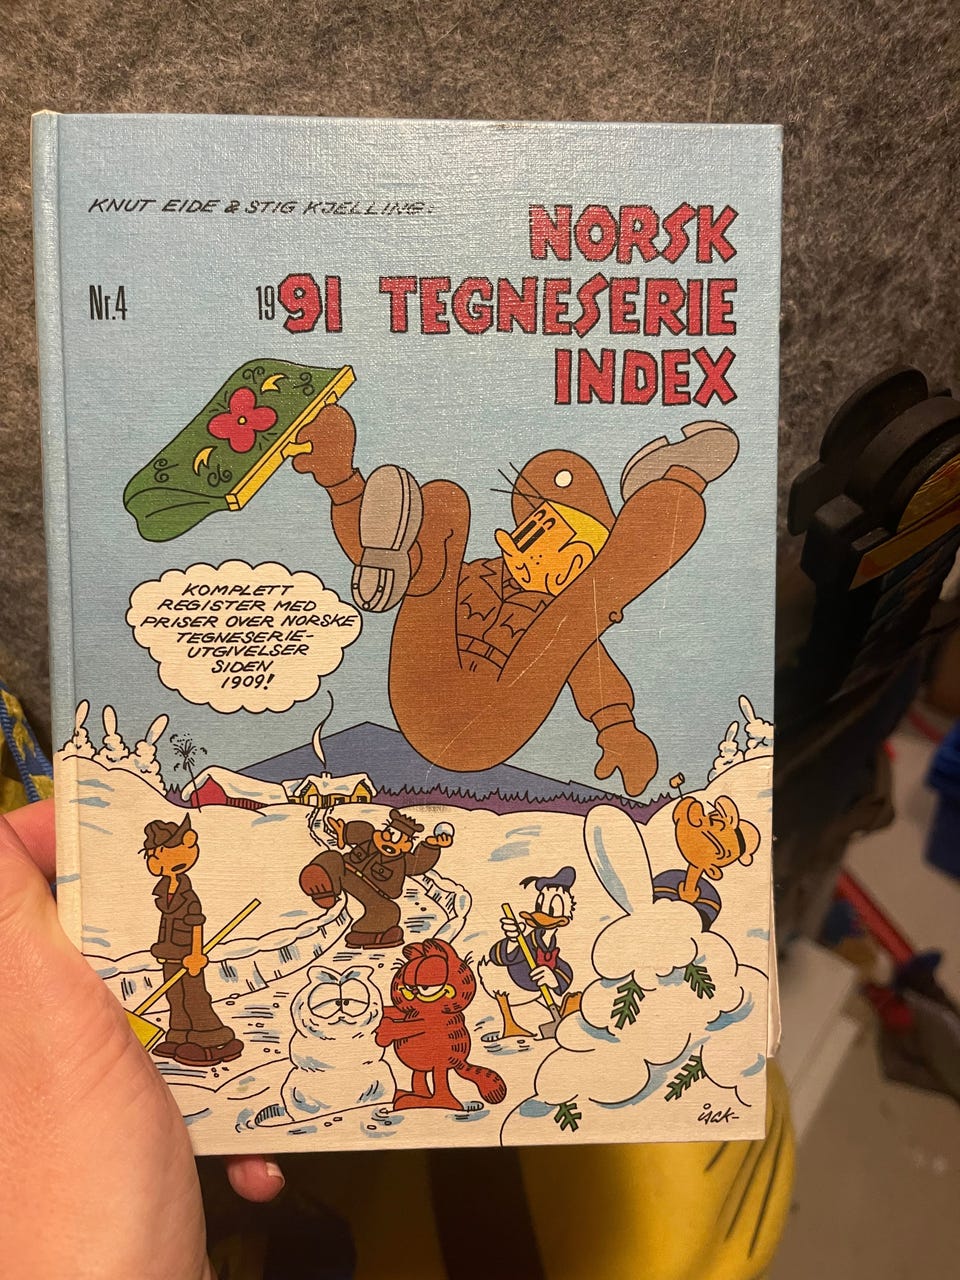 KNUT EIDE & STIG KJELLING:
NORSK
Nr.4 1991 TEGNESERIE
INDEX
KOMPLETT
REGISTER MED
PRISER OVER NORSKE
TEGNESERIE-
UTGIVELSER
SIDEN
1909!